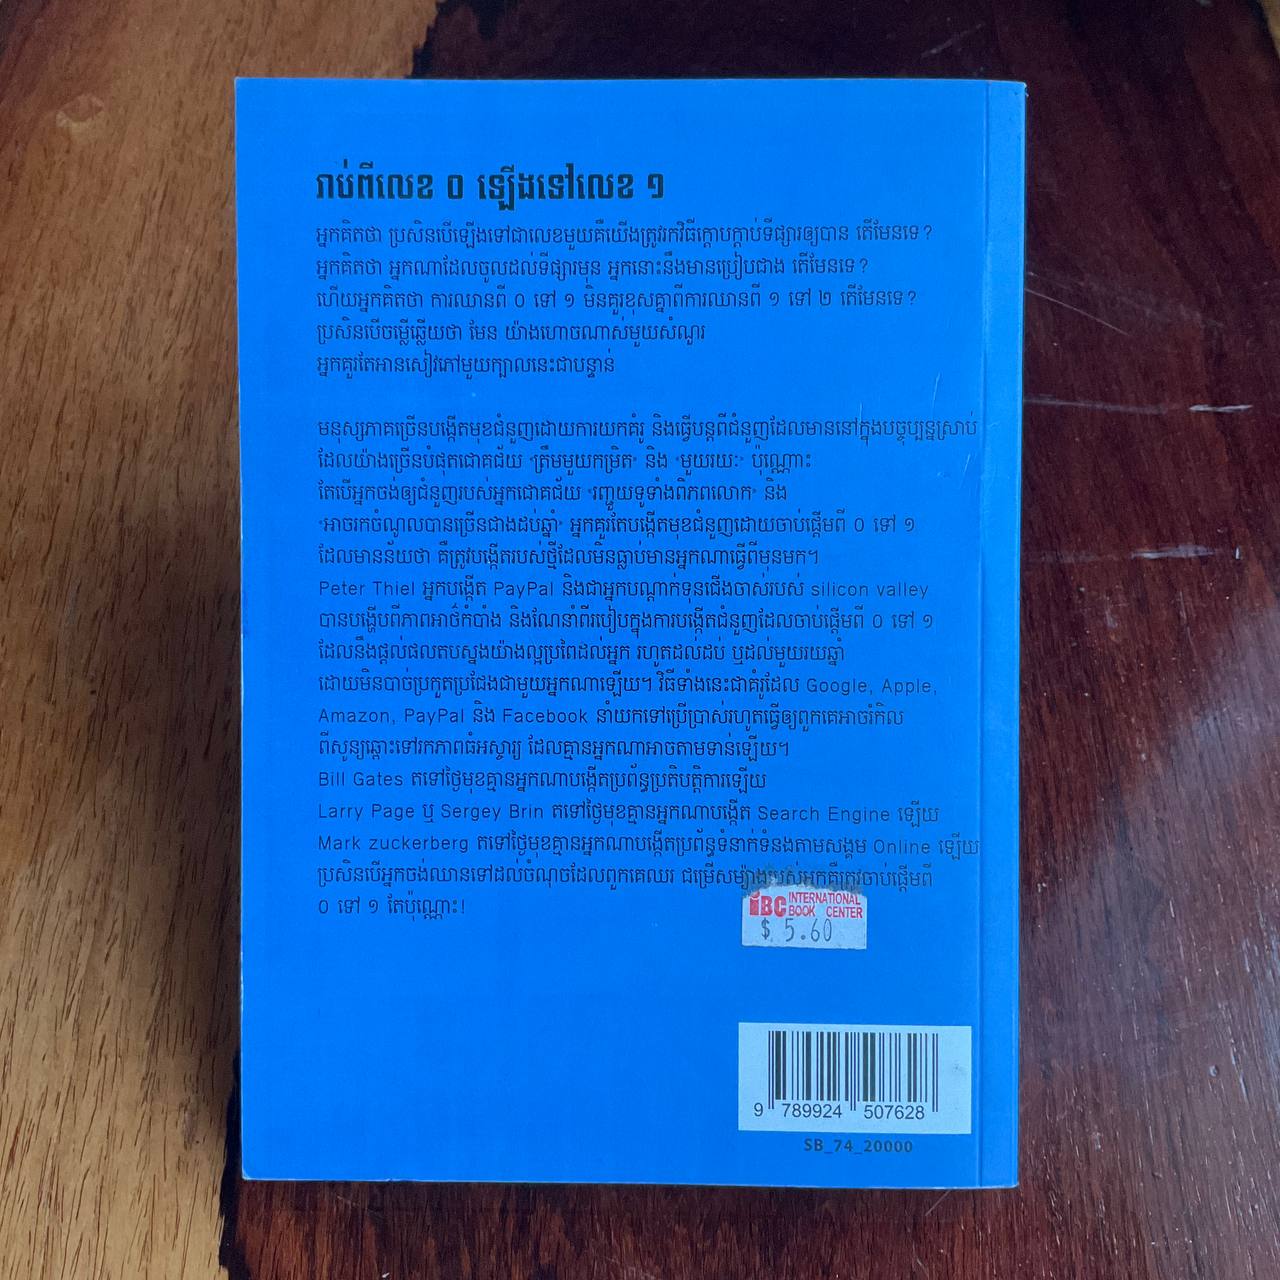 រាប់ពីលេខ ០ ឡើងទៅលេខ ១
អ្នកគិតថា ប្រសិនបើឡើងទៅជាលេខមួយគឺយើងត្រូវរកវិធីក្ដោបក្ដាប់ទីផ្សារឲ្យបាន តើមែនទេ?
អ្នកគិតថា អ្នកណាដែលចូលដល់ទីផ្សារមុន អ្នកនោះនឹងមានប្រៀបជាង តើមែនទេ?
ហើយអ្នកគិតថា ការឈានពី ០ ទៅ ១ មិនគួរខុសគ្នាពីការឈានពី ១ ទៅ ២ តើមែនទេ?
ប្រសិនបើចម្លើឆ្លើយថា មែន យ៉ាងហោចណាស់មួយសំណួរ
អ្នកគួរតែអានសៀវភៅមួយក្បាលនេះជាបន្ទាន់
មនុស្សភាគច្រើនបង្កើតមុខជំនួញដោយការយកគំរូ និងធ្វើបន្តពីជំនួញដែលមាននៅក្នុងបច្ចុប្បន្នស្រាប់
ដែលយ៉ាងច្រើនបំផុតជោគជ័យ "ត្រឹមមួយកម្រិត" និង "មួយរយៈ" ប៉ុណ្ណោះ
តែបើអ្នកចង់ឲ្យជំនួញរបស់អ្នកជោគជ័យ "រញ្ជួយទូទាំងពិភពលោក" និង
"អាចរកចំណូលបានច្រើនជាងដប់ឆ្នាំ" អ្នកគួរតែបង្កើតមុខជំនួញដោយចាប់ផ្ដើមពី ០ ទៅ ១
ដែលមានន័យថា គឺត្រូវបង្កើតរបស់ថ្មីដែលមិនធ្លាប់មានអ្នកណាធ្វើពីមុនមក។
Peter Thiel អ្នកបង្កើត PayPal និងជាអ្នកបណ្ដាក់ទុនជើងចាស់របស់ silicon valley
បានបង្ហើបពីភាពអាថ៌កំបាំង និងណែនាំពីរបៀបក្នុងការបង្កើតជំនួញដែលចាប់ផ្ដើមពី ០ ទៅ ១
ដែលនឹងផ្ដល់ផលតបស្នងយ៉ាងល្អប្រពៃដល់អ្នក រហូតដល់ដប់ ឬដល់មួយរយឆ្នាំ
ដោយមិនបាច់ប្រកួតប្រជែងជាមួយអ្នកណាឡើយ។ វិធីទាំងនេះជាគំរូដែល Google, Apple,
Amazon, PayPal និង Facebook នាំយកទៅប្រើប្រាស់រហូតធ្វើឲ្យពួកគេអាចរំកិល
ពីសូន្យឆ្ពោះទៅរកភាពធំអស្ចារ្យ ដែលគ្មានអ្នកណាអាចតាមទាន់ឡើយ។
Bill Gates តទៅថ្ងៃមុខគ្មានអ្នកណាបង្កើតប្រព័ន្ធប្រតិបត្តិការឡើយ
Larry Page ឬ Sergey Brin តទៅថ្ងៃមុខគ្មានអ្នកណាបង្កើត Search Engine ឡើយ
Mark zuckerberg តទៅថ្ងៃមុខគ្មានអ្នកណាបង្កើតប្រព័ន្ធទំនាក់ទំនងតាមសង្គម Online ឡើយ
ប្រសិនបើអ្នកចង់ឈានទៅដល់ចំណុចដែលពួកគេឈរ ជម្រើសម្យ៉ាងរបស់អ្នកគឺត្រូវចាប់ផ្ដើមពី
០ ទៅ ១ តែប៉ុណ្ណោះ!
iBC INTERNATIONAL BOOK CENTER
$ 5.60
9 789924 507628
SB_74_20000